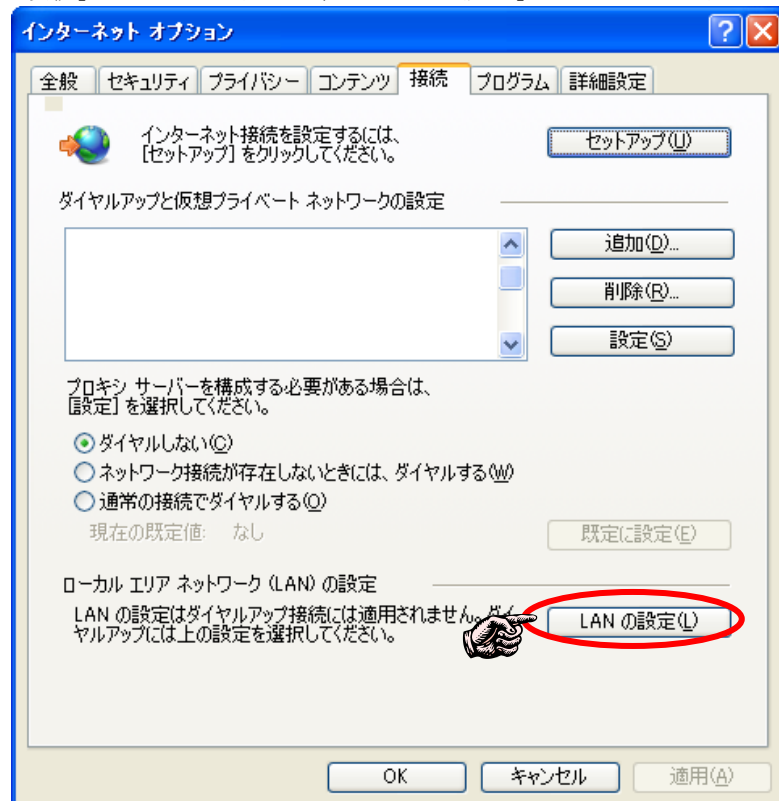 インターネット オプション
全般 セキュリティ プライバシー コンテンツ 接続 プログラム 詳細設定
インターネット接続を設定するには、
[セットアップ] をクリックしてください。
セットアップ(U)
ダイヤルアップと仮想プライベート ネットワークの設定
追加(D)...
削除(R)...
設定(S)
プロキシ サーバーを構成する必要がある場合は、
[設定] を選択してください。
ダイヤルしない(C)
ネットワーク接続が存在しないときには、ダイヤルする(W)
通常の接続でダイヤルする(O)
現在の既定値: なし
既定に設定(E)
ローカル エリア ネットワーク (LAN) の設定
LAN の設定はダイヤルアップ接続には適用されません。ダイ
ヤルアップには上の設定を選択してください。
LAN の設定(L)
OK キャンセル 適用(A)